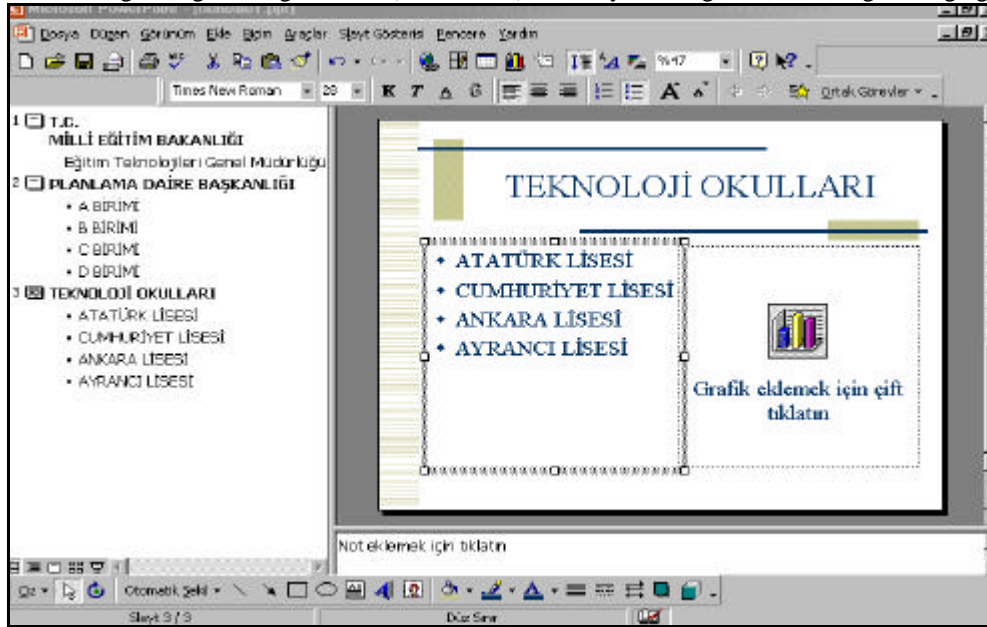 Microsoft PowerPoint
Dosya Düzen Görünüm Ekle Biçim Araçlar Slayt Gösterisi Pencere Yardım
%47
Times New Roman 28 K T A G Ortak Görevler
1 T.C.
MİLLİ EĞİTİM BAKANLIĞI
Eğitim Teknolojileri Genel Müdürlüğü
2 PLANLAMA DAİRE BAŞKANLIĞI
• A BİRİMİ
• B BİRİMİ
• C BİRİMİ
• D BİRİMİ
3 TEKNOLOJİ OKULLARI
• ATATÜRK LİSESİ
• CUMHURİYET LİSESİ
• ANKARA LİSESİ
• AYRANCI LİSESİ
TEKNOLOJİ OKULLARI
ATATÜRK LİSESİ
CUMHURİYET LİSESİ
ANKARA LİSESİ
AYRANCI LİSESİ
Grafik eklemek için çift
tıklatın
Not eklemek için tıklatın
Otomatik Şekil
Slayt 3 / 3 Düz Sınır